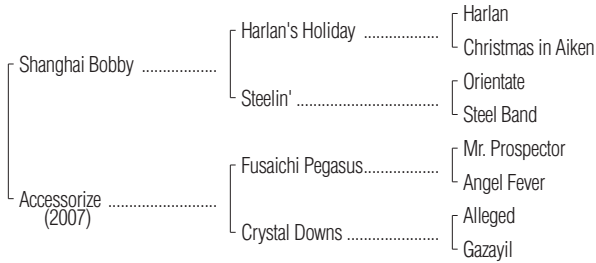 Harlan
Harlan's Holiday ..................
Christmas in Aiken
Shanghai Bobby ..................
Orientate
Steelin' ..................................
Steel Band
Mr. Prospector
Fusaichi Pegasus..................
Angel Fever
Accessorize ..........................
(2007)
Alleged
Crystal Downs ......................
Gazayil